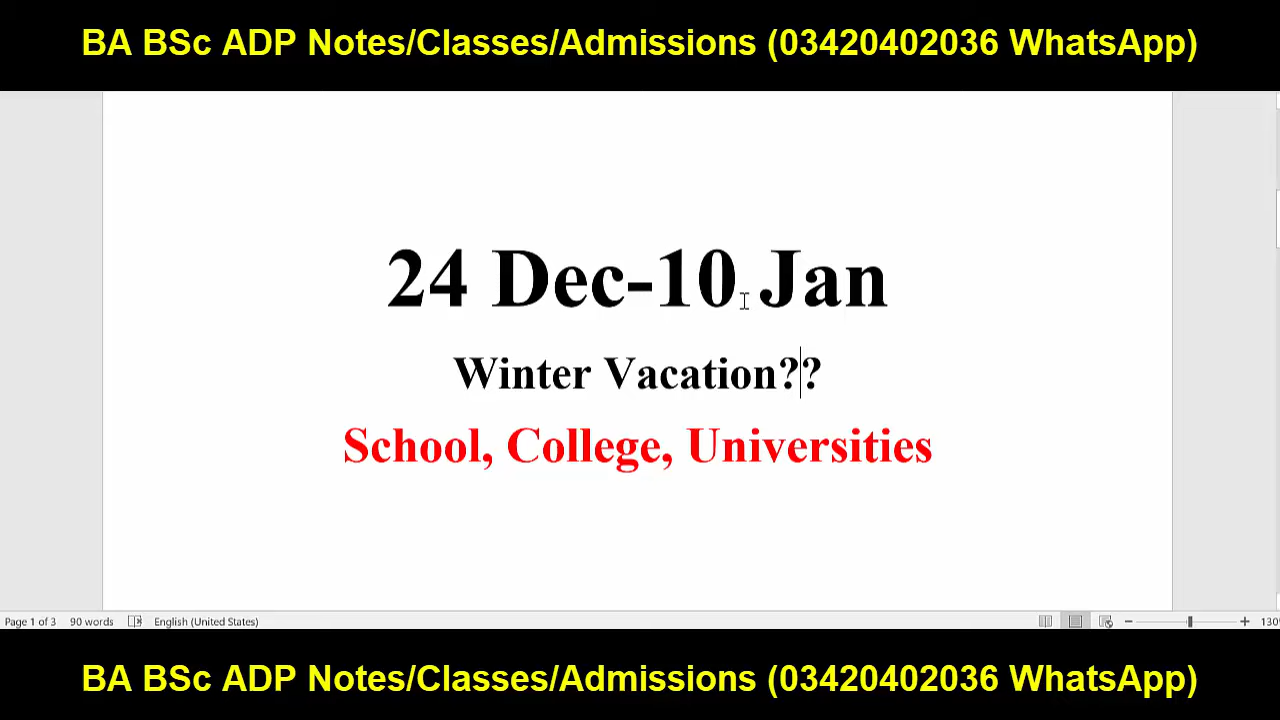 BA BSc ADP Notes/Classes/Admissions (03420402036 WhatsApp)
24 Dec-10 Jan
Winter Vacation??
School, College, Universities
Page 1 of 3 90 words English (United States) 130%
BA BSc ADP Notes/Classes/Admissions (03420402036 WhatsApp)